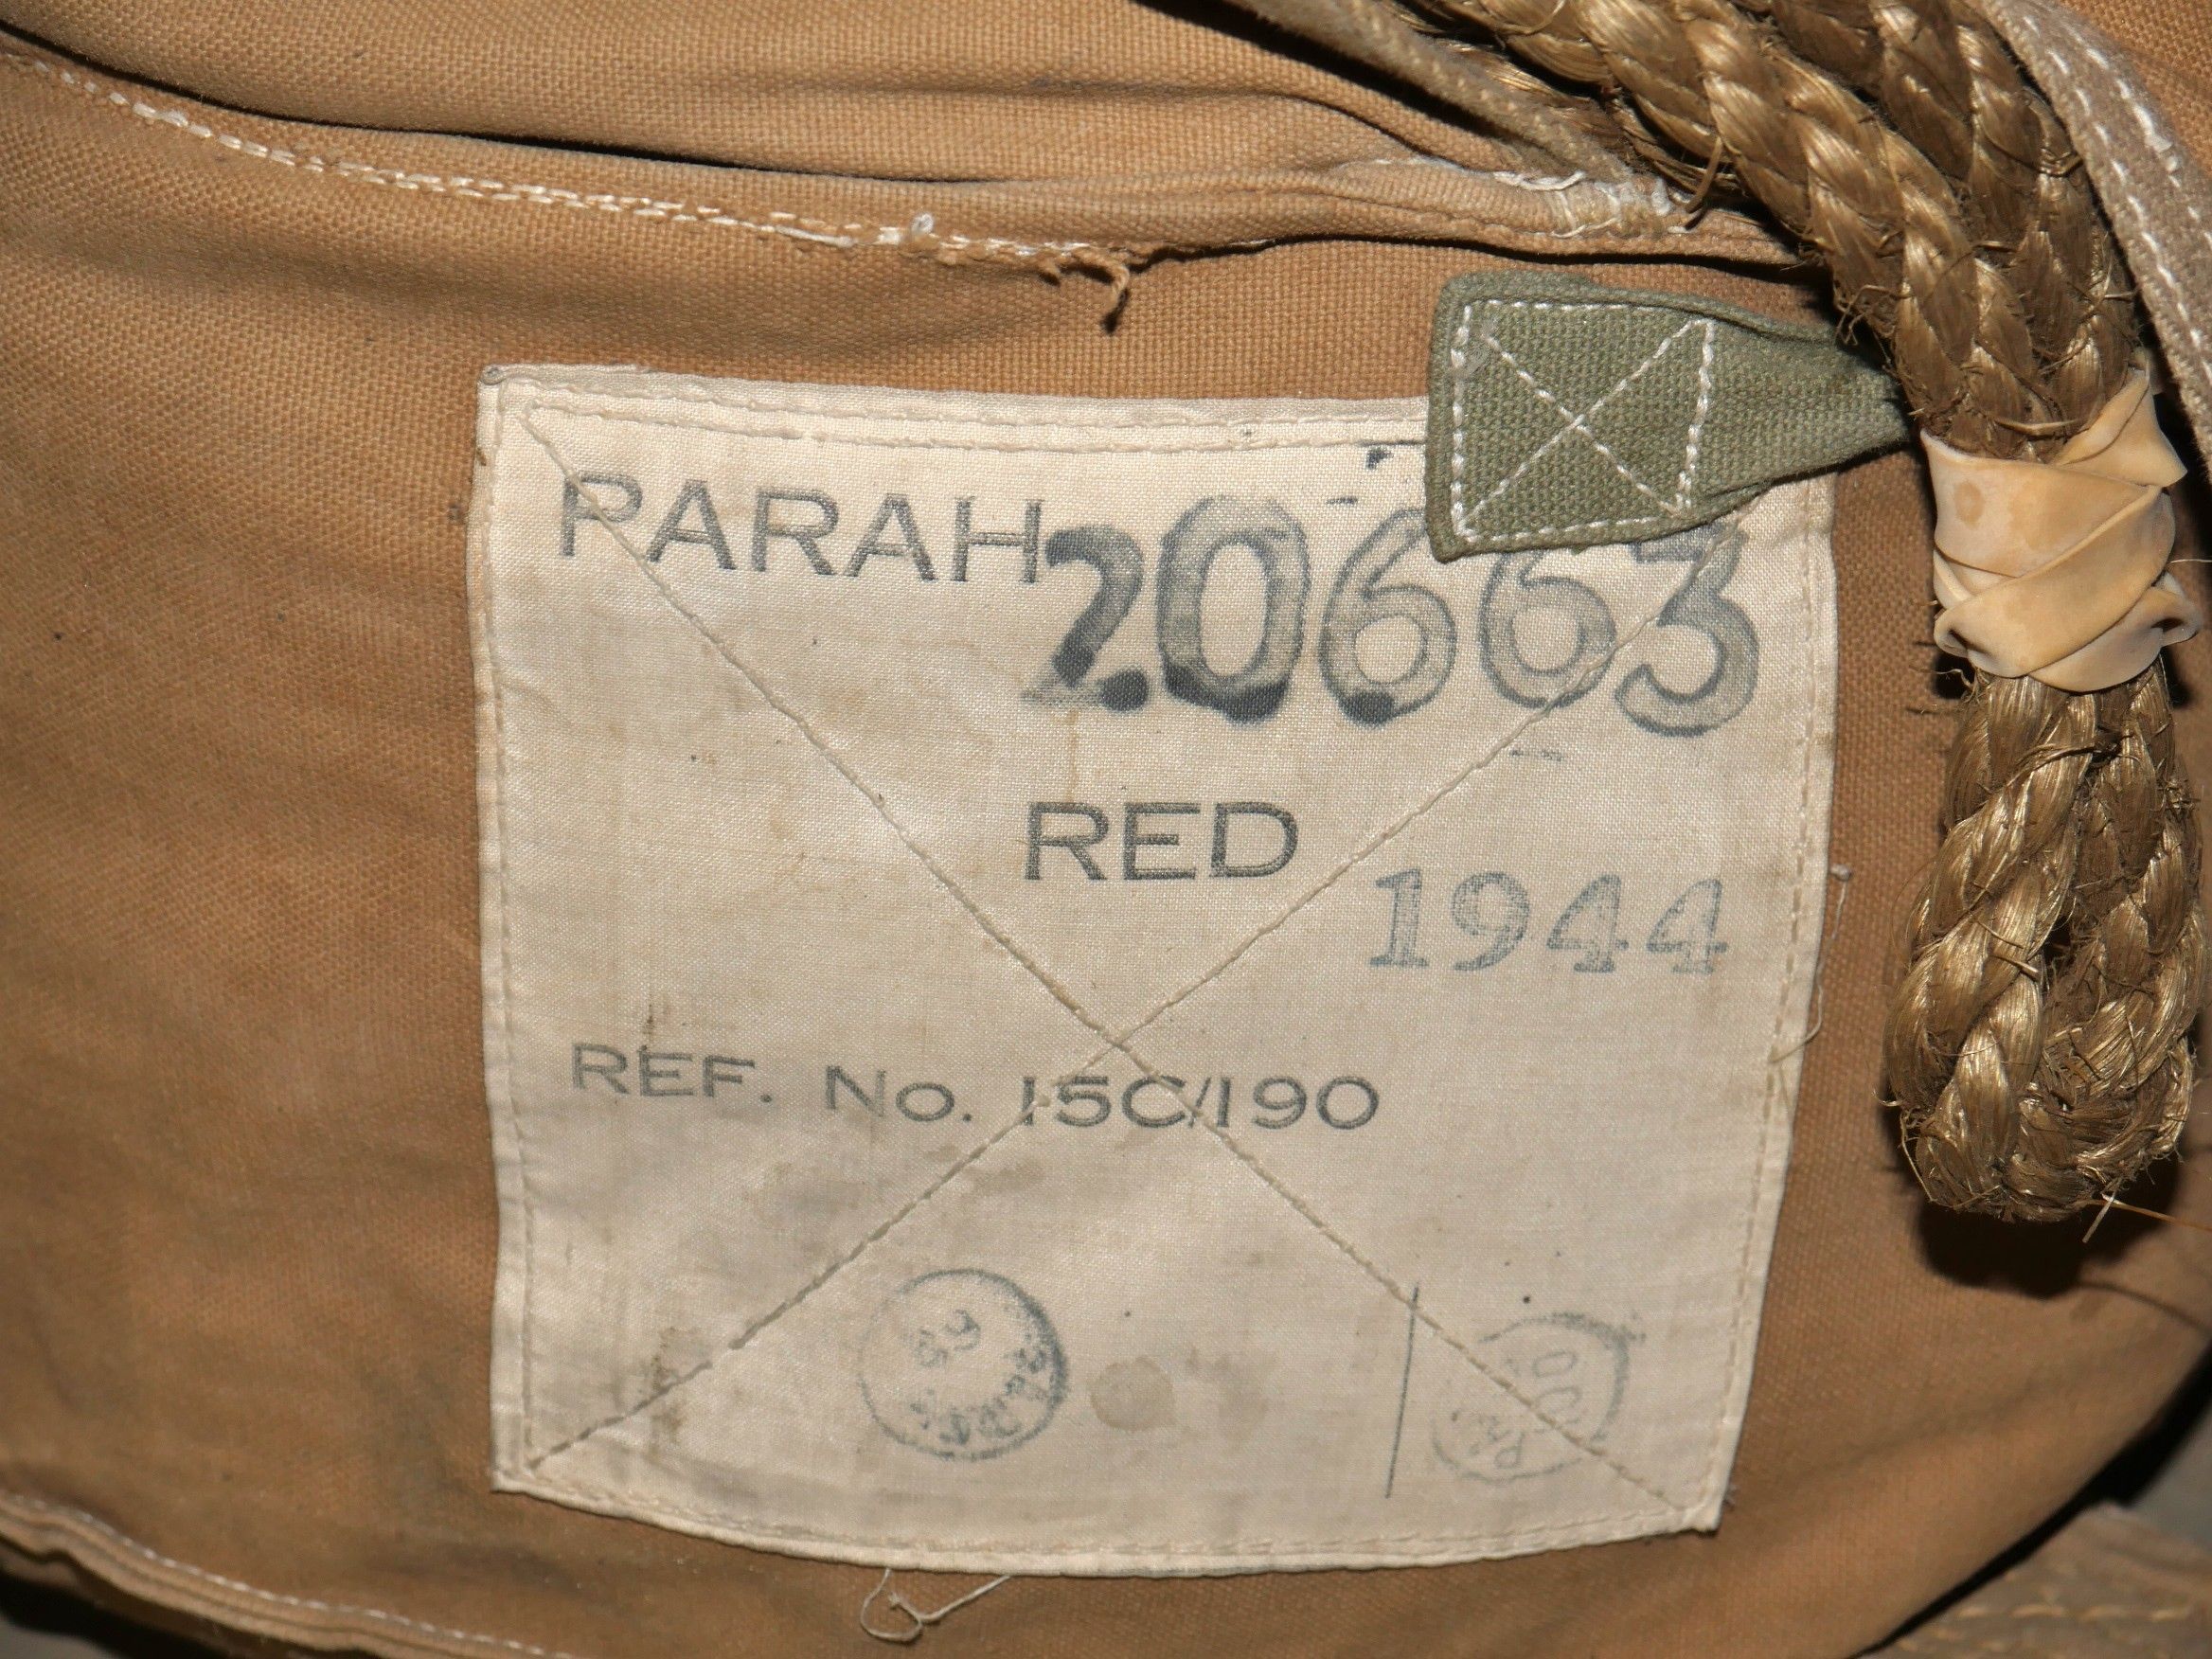 PARAH 20663
RED
1944
REF. No. 15C/190